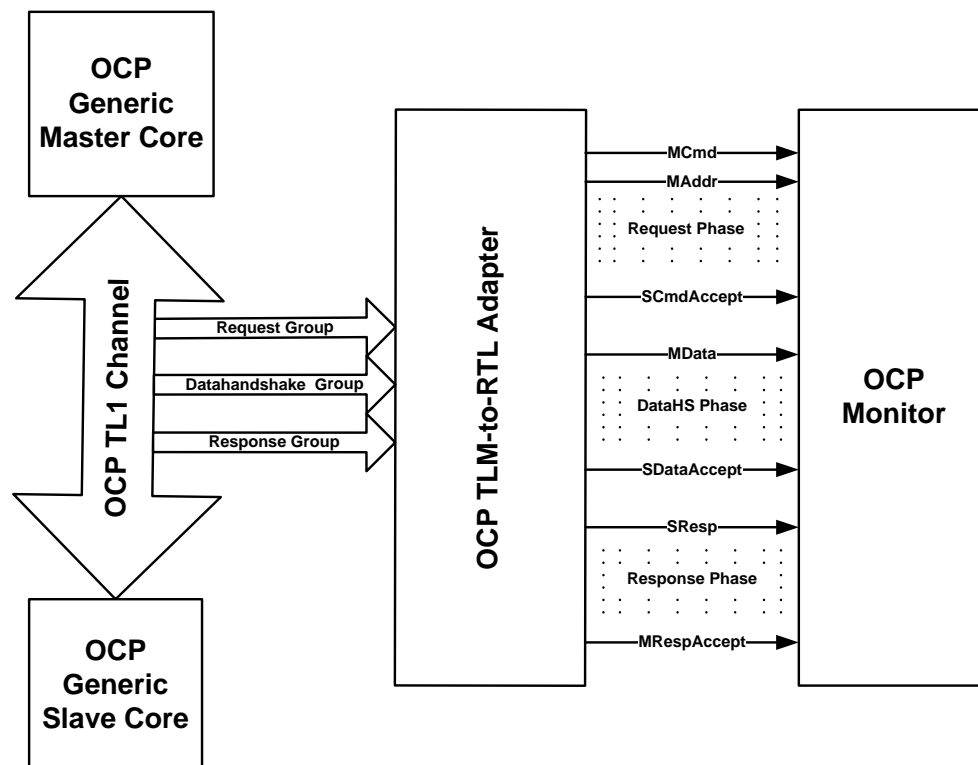 OCP
Generic
Master Core
OCP TL1 Channel
Request Group
Datahandshake Group
Response Group
OCP
Generic
Slave Core
OCP TLM-to-RTL Adapter
MCmd
MAddr
Request Phase
SCmdAccept
MData
DataHS Phase
SDataAccept
SResp
Response Phase
MRespAccept
OCP
Monitor